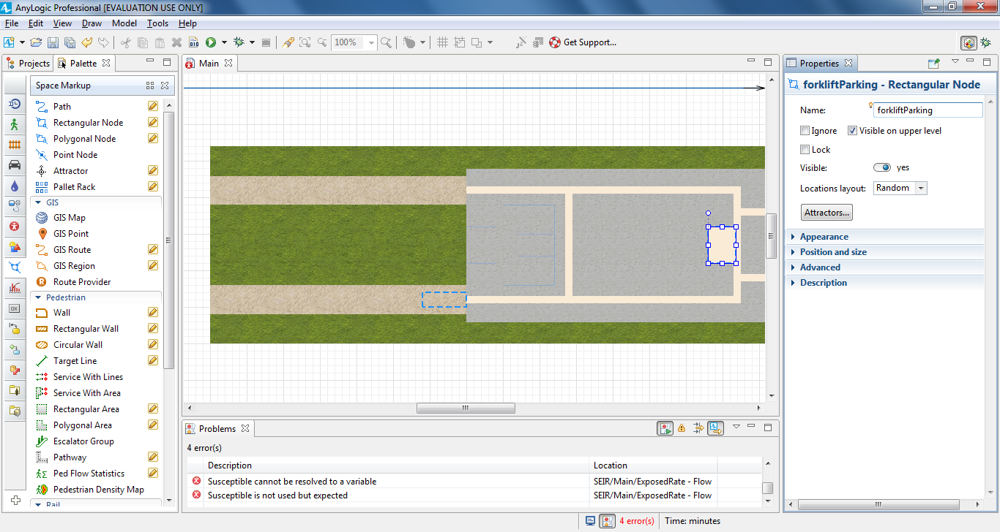 AnyLogic Professional [EVALUATION USE ONLY]
File Edit View Draw Model Tools Help
100% Get Support...
Projects Palette
Main
Properties
Space Markup
Path
Rectangular Node
Polygonal Node
Point Node
Attractor
Pallet Rack
GIS
GIS Map
GIS Point
GIS Route
GIS Region
Route Provider
Pedestrian
Wall
Rectangular Wall
Circular Wall
Target Line
Service With Lines
Service With Area
Rectangular Area
Polygonal Area
Escalator Group
Pathway
Ped Flow Statistics
Pedestrian Density Map
Rail
forkliftParking - Rectangular Node
Name: forkliftParking
Ignore Visible on upper level
Lock
Visible: yes
Locations layout: Random
Attractors...
Appearance
Position and size
Advanced
Description
Problems
4 error(s)
Description Location
Susceptible cannot be resolved to a variable SEIR/Main/ExposedRate - Flow
Susceptible is not used but expected SEIR/Main/ExposedRate - Flow
4 error(s) Time: minutes